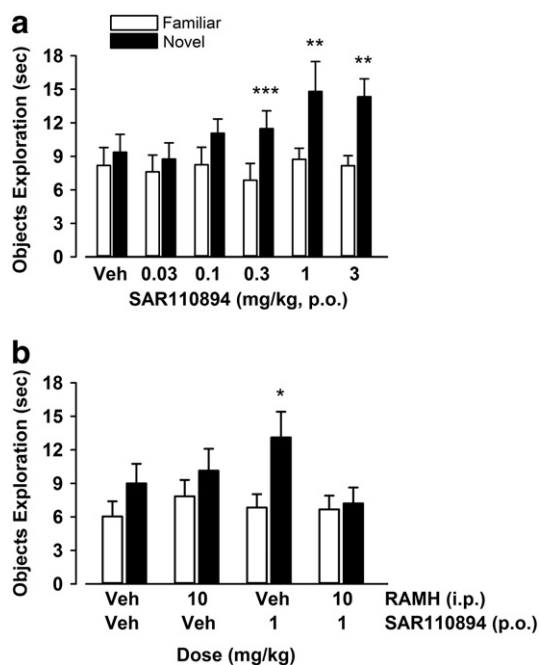 a
Familiar
Novel
Objects Exploration (sec)
18
15
12
9
6
3
0
*** ** **
Veh 0.03 0.1 0.3 1 3
SAR110894 (mg/kg, p.o.)
b
Objects Exploration (sec)
18
15
12
9
6
3
0
*
Veh 10 Veh 10 RAMH (i.p.)
Veh Veh 1 1 SAR110894 (p.o.)
Dose (mg/kg)